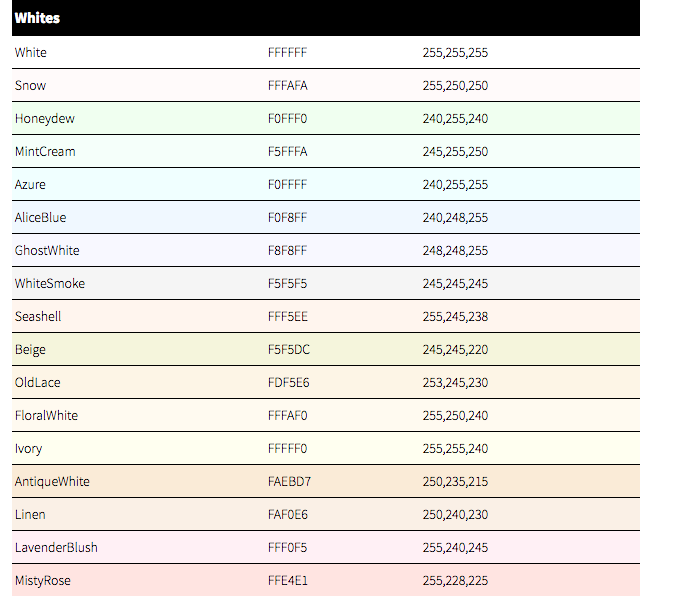 Whites
White FFFFFF 255,255,255
Snow FFFAFA 255,250,250
Honeydew F0FFF0 240,255,240
MintCream F5FFFA 245,255,250
Azure F0FFFF 240,255,255
AliceBlue F0F8FF 240,248,255
GhostWhite F8F8FF 248,248,255
WhiteSmoke F5F5F5 245,245,245
Seashell FFF5EE 255,245,238
Beige F5F5DC 245,245,220
OldLace FDF5E6 253,245,230
FloralWhite FFFAF0 255,250,240
Ivory FFFFF0 255,255,240
AntiqueWhite FAEBD7 250,235,215
Linen FAF0E6 250,240,230
LavenderBlush FFF0F5 255,240,245
MistyRose FFE4E1 255,228,225